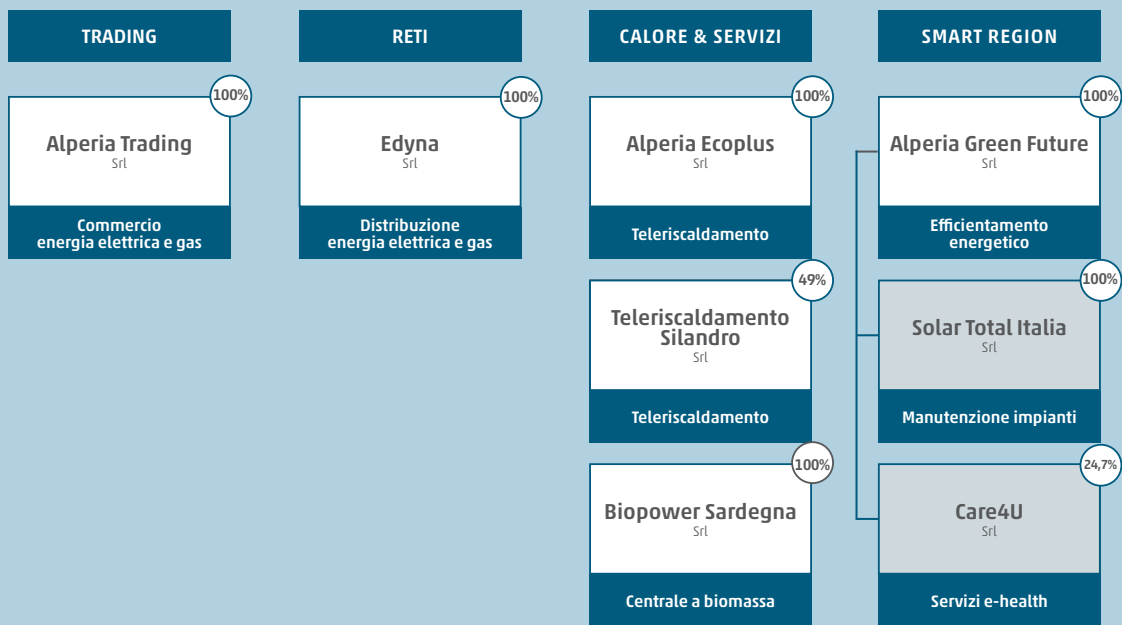 TRADING
100%
Alperia Trading
Srl
Commercio
energia elettrica e gas
RETI
100%
Edyna
Srl
Distribuzione
energia elettrica e gas
CALORE & SERVIZI
100%
Alperia Ecoplus
Srl
Teleriscaldamento
49%
Teleriscaldamento
Silandro
Srl
Teleriscaldamento
100%
Biopower Sardegna
Srl
Centrale a biomassa
SMART REGION
100%
Alperia Green Future
Srl
Efficientamento
energetico
100%
Solar Total Italia
Srl
Manutenzione impianti
24,7%
Care4U
Srl
Servizi e-health